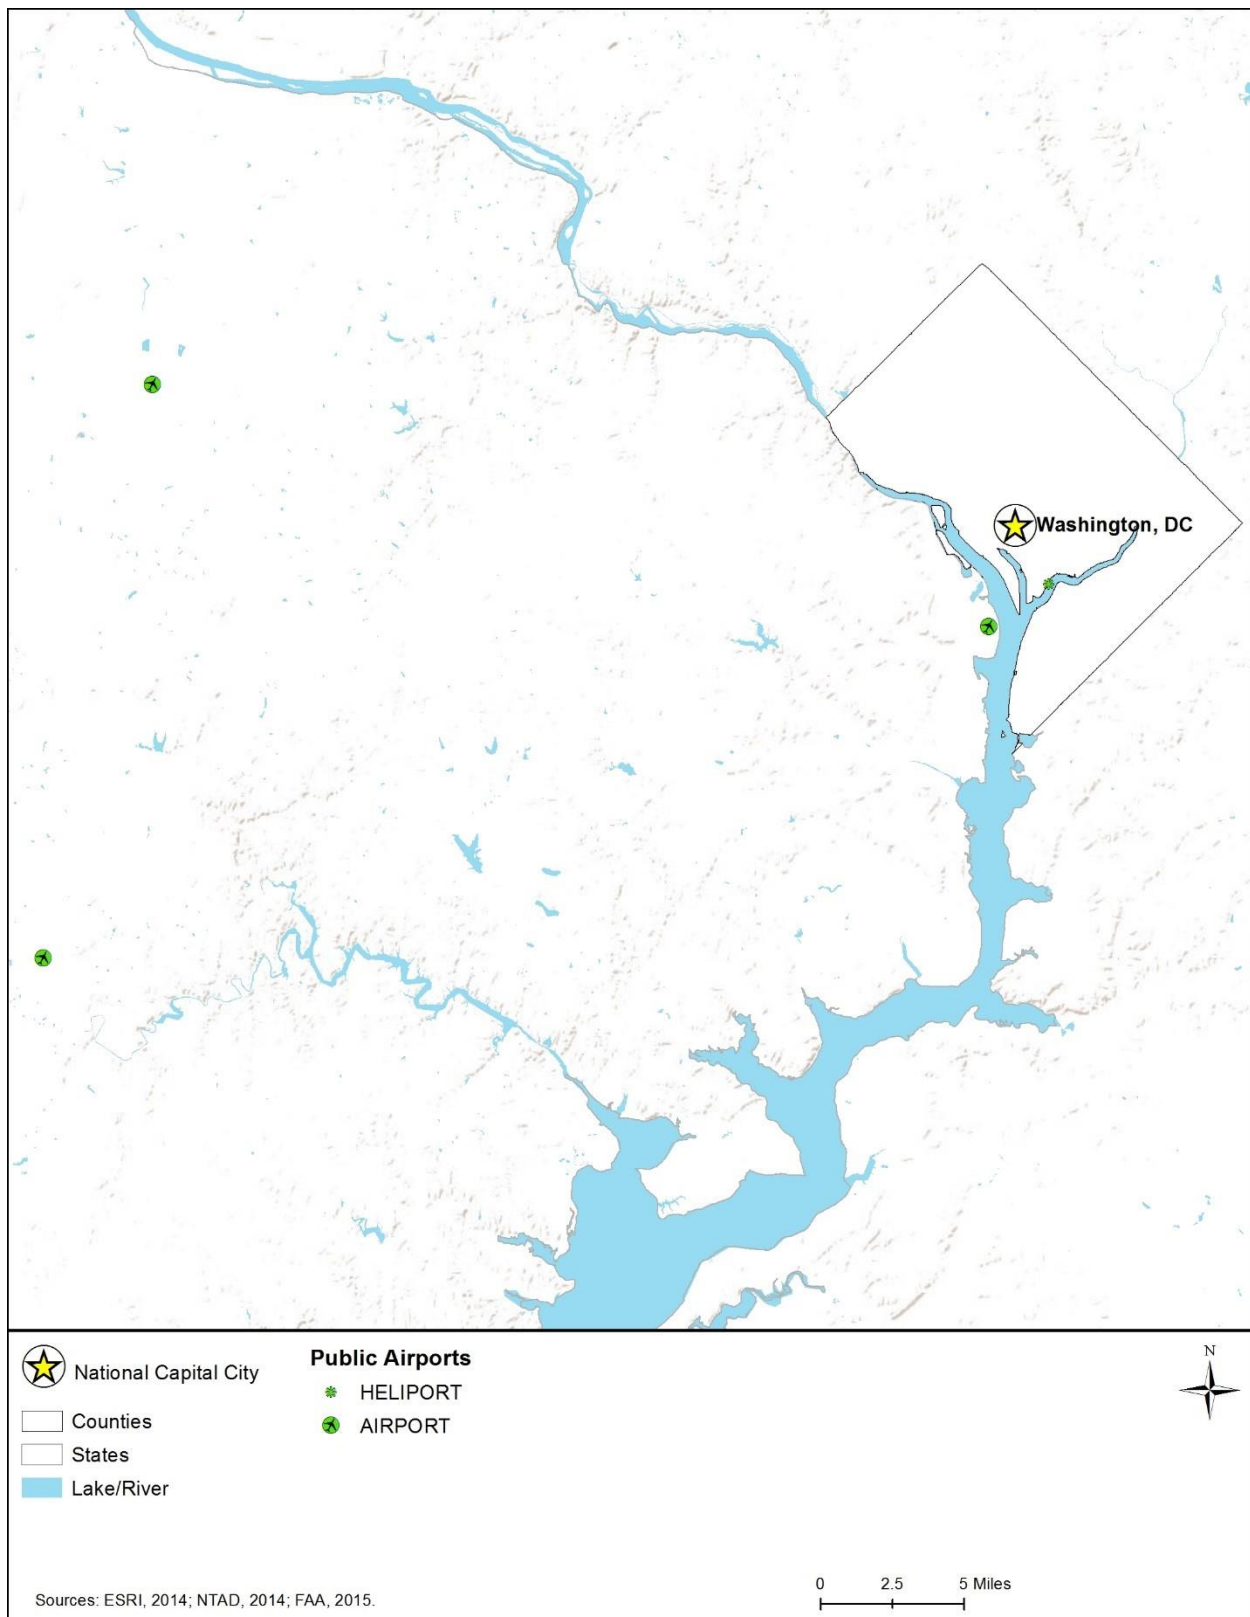 Washington, DC
National Capital City
Counties
States
Lake/River
Public Airports
HELIPORT
AIRPORT
N
Sources: ESRI, 2014; NTAD, 2014; FAA, 2015.
0 2.5 5 Miles